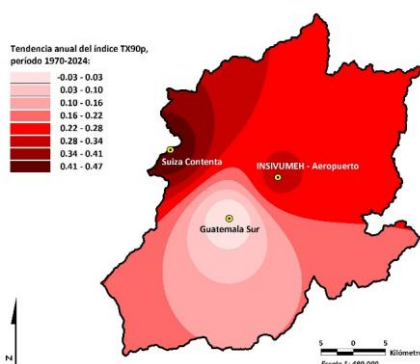 Tendencia anual del índice TX90p,
período 1970-2024:
-0.03 - 0.03
0.03 - 0.10
0.10 - 0.16
0.16 - 0.22
0.22 - 0.28
0.28 - 0.34
0.34 - 0.41
0.41 - 0.47
Suiza Contenta
INSIVUMEH - Aeropuerto
Guatemala Sur
N
5 0 5
Kilómetros